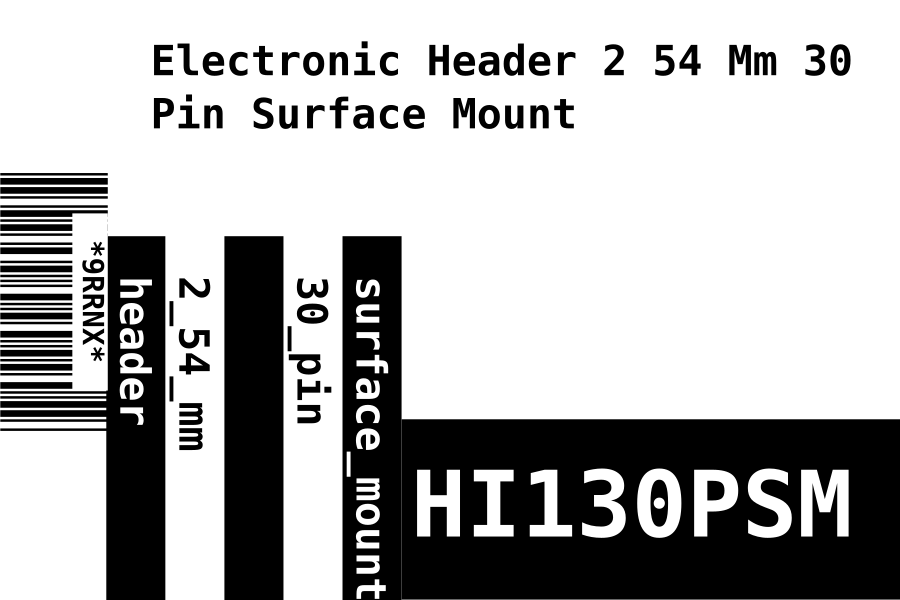 Electronic Header 2 54 Mm 30
Pin Surface Mount
*9RRNX*
header
2_54_mm
30_pin
surface_mount
HI130PSM